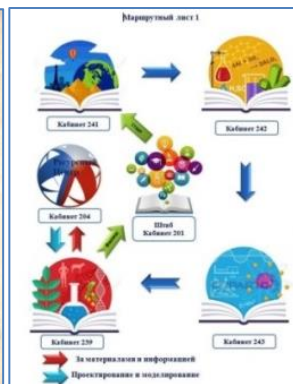 Маршрутный лист 1
Кабинет 241
Кабинет 242
Кабинет 204
Штаб
Кабинет 201
Кабинет 239
Кабинет 243
За материалами и информацией
Проектирование и моделирование